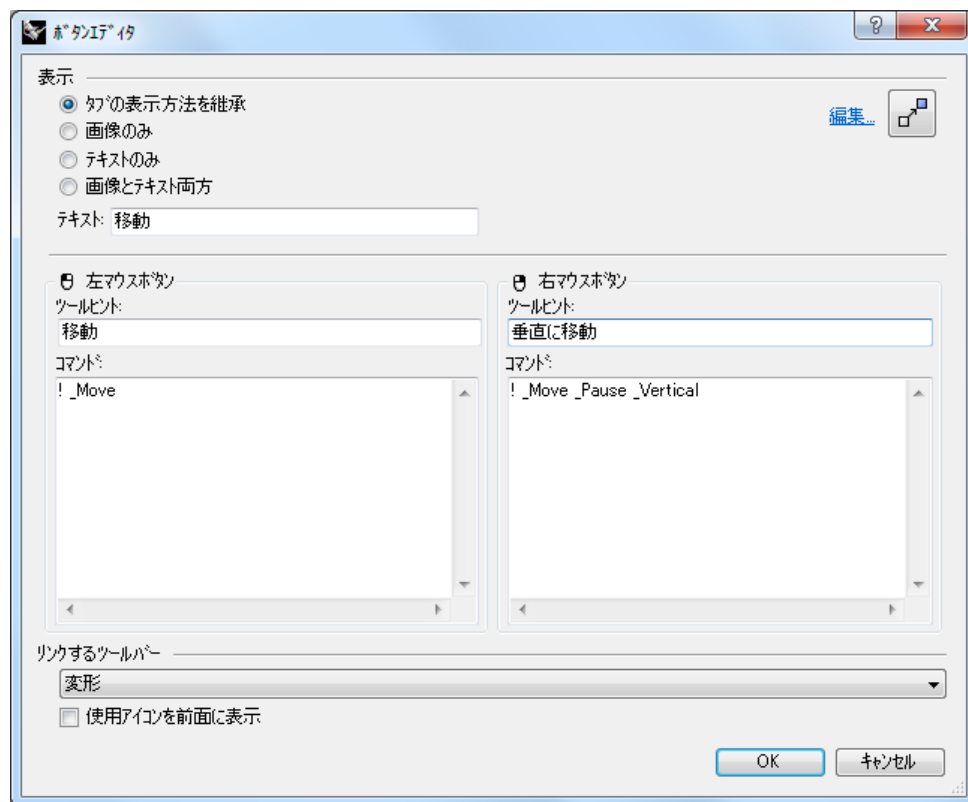 ボタンエディタ
表示
タブの表示方法を継承
編集...
画像のみ
テキストのみ
画像とテキスト両方
テキスト: 移動
左マウスボタン
ツールヒント:
移動
コマンド:
! _Move
右マウスボタン
ツールヒント:
垂直に移動
コマンド:
! _Move _Pause _Vertical
リンクするツールバー
変形
使用アイコンを前面に表示
OK
キャンセル